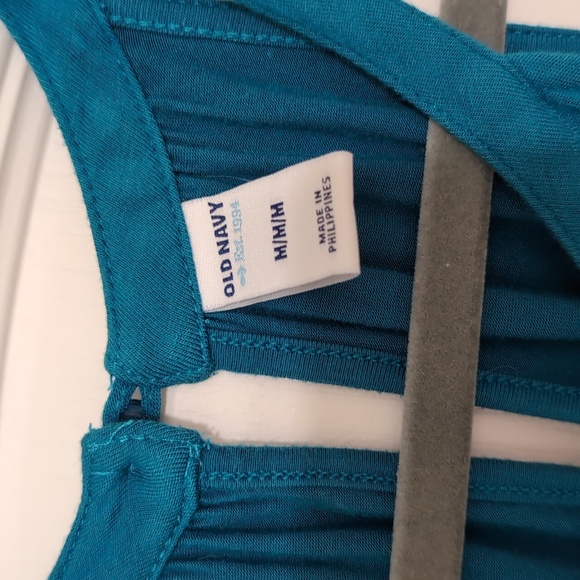 OLD NAVY
Est. 1994
M/M/M
MADE IN
PHILIPPINES